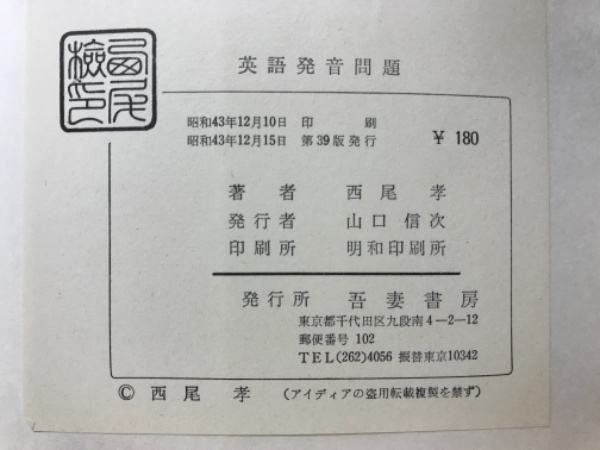 西尾
檢印
英語発音問題
昭和43年12月10日 印 刷
昭和43年12月15日 第39版発行
¥ 180
著 者 西 尾 孝
発行者 山口 信次
印刷所 明和印刷所
発行所 吾妻書房
東京都千代田区九段南4-2-12
郵便番号 102
TEL(262)4056 振替東京10342
© 西 尾 孝 (アイディアの盗用転載複製を禁ず)